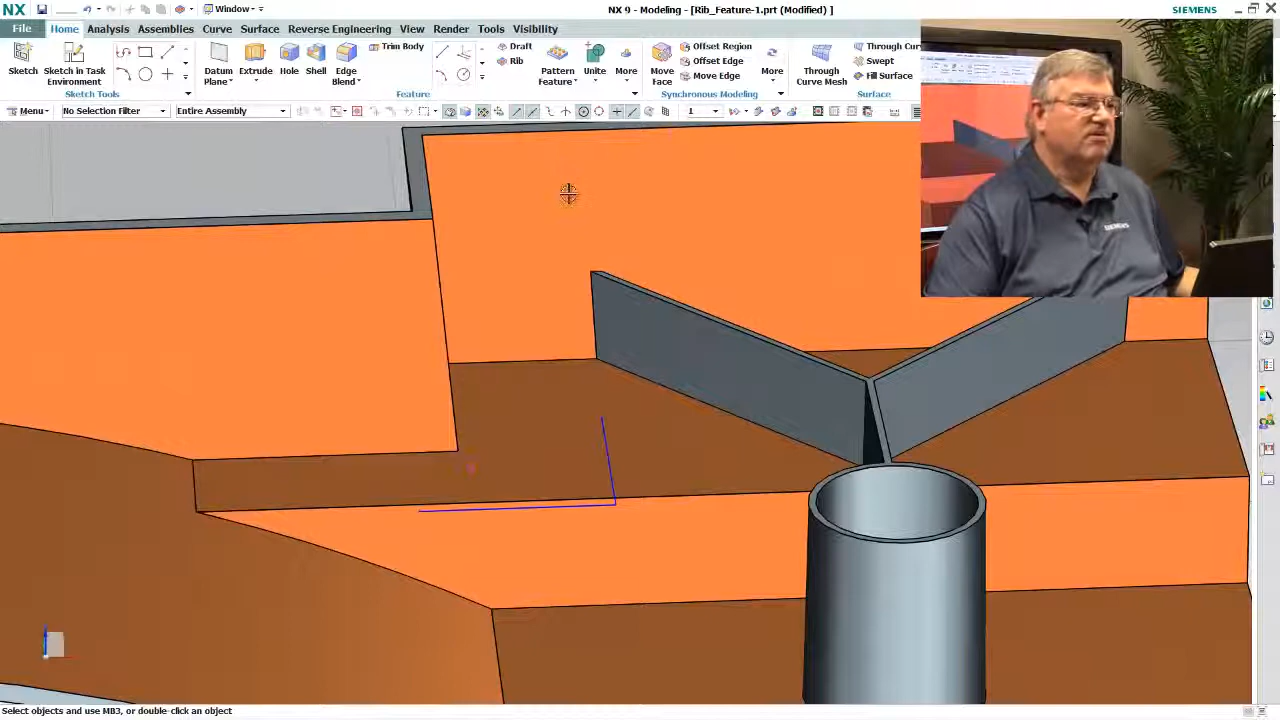 NX
Window
NX 9 - Modeling - [Rib_Feature-1.prt (Modified) ]
SIEMENS
File Home Analysis Assemblies Curve Surface Reverse Engineering View Render Tools Visibility
Sketch
Sketch in Task Environment
Sketch Tools
Datum Plane
Extrude
Hole
Shell
Edge Blend
Trim Body
Draft
Rib
Pattern Feature
Unite
More
Feature
Move Face
Offset Region
Offset Edge
Move Edge
More
Synchronous Modeling
Through Curve Mesh
Through Cu
Swept
Fill Surface
Surface
Menu
No Selection Filter
Entire Assembly
1
SIEMENS
Select objects and use MB3, or double-click an object